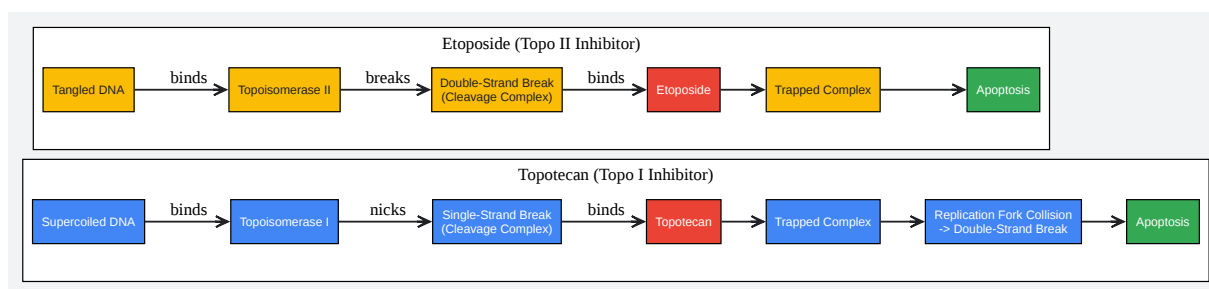 Etoposide (Topo II Inhibitor)
Tangled DNA
binds
Topoisomerase II
breaks
Double-Strand Break
(Cleavage Complex)
binds
Etoposide
Trapped Complex
Apoptosis
Topotecan (Topo I Inhibitor)
Supercoiled DNA
binds
Topoisomerase I
nicks
Single-Strand Break
(Cleavage Complex)
binds
Topotecan
Trapped Complex
Replication Fork Collision
-> Double-Strand Break
Apoptosis